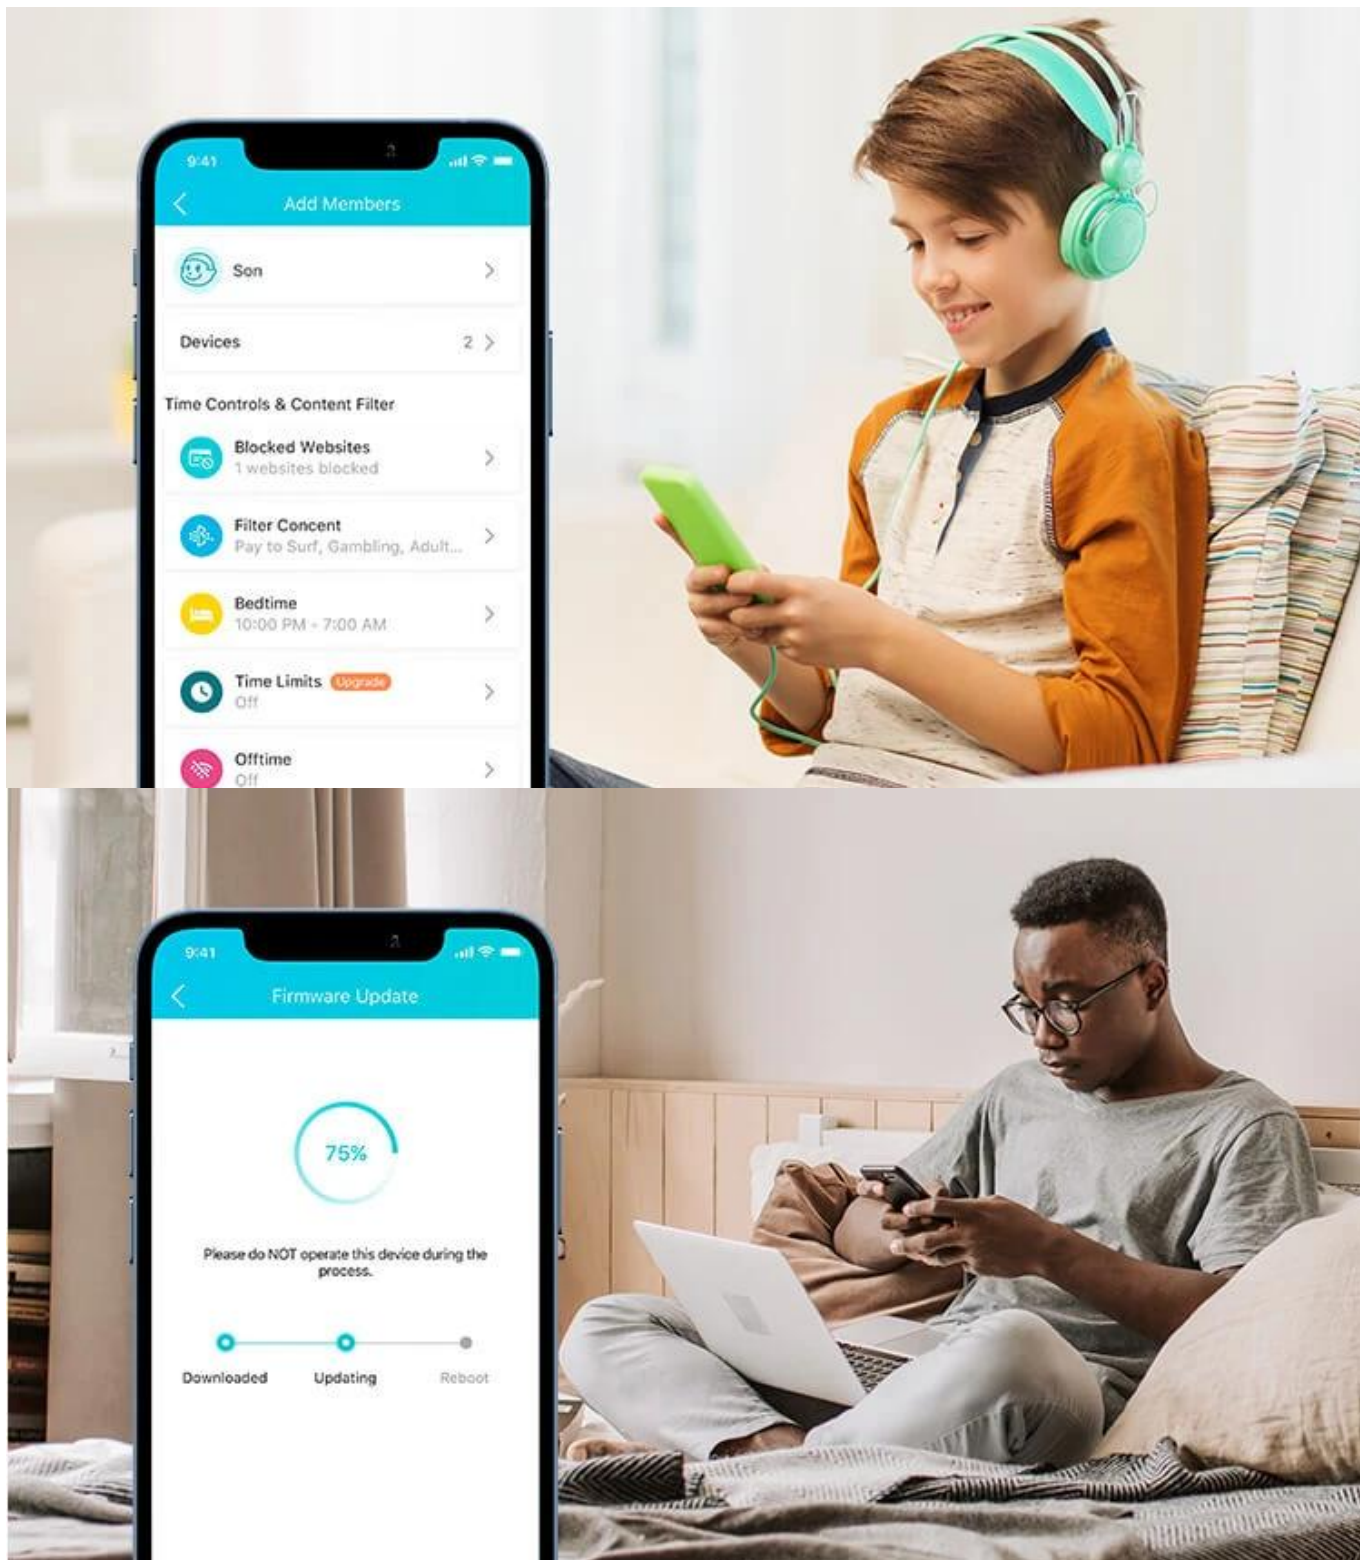 9:41
Add Members
Son
Devices 2
Time Controls & Content Filter
Blocked Websites
1 websites blocked
Filter Concent
Pay to Surf, Gambling, Adult...
Bedtime
10:00 PM - 7:00 AM
Time Limits Upgrade
Off
Offtime
Off
9:41
Firmware Update
75%
Please do NOT operate this device during the
process.
Downloaded Updating Reboot